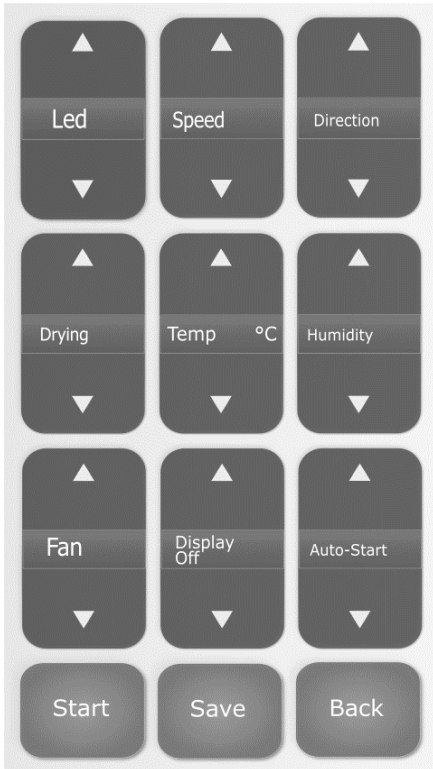 Led
Speed
Direction
Drying
Temp °C
Humidity
Fan
Display
Off
Auto-Start
Start
Save
Back